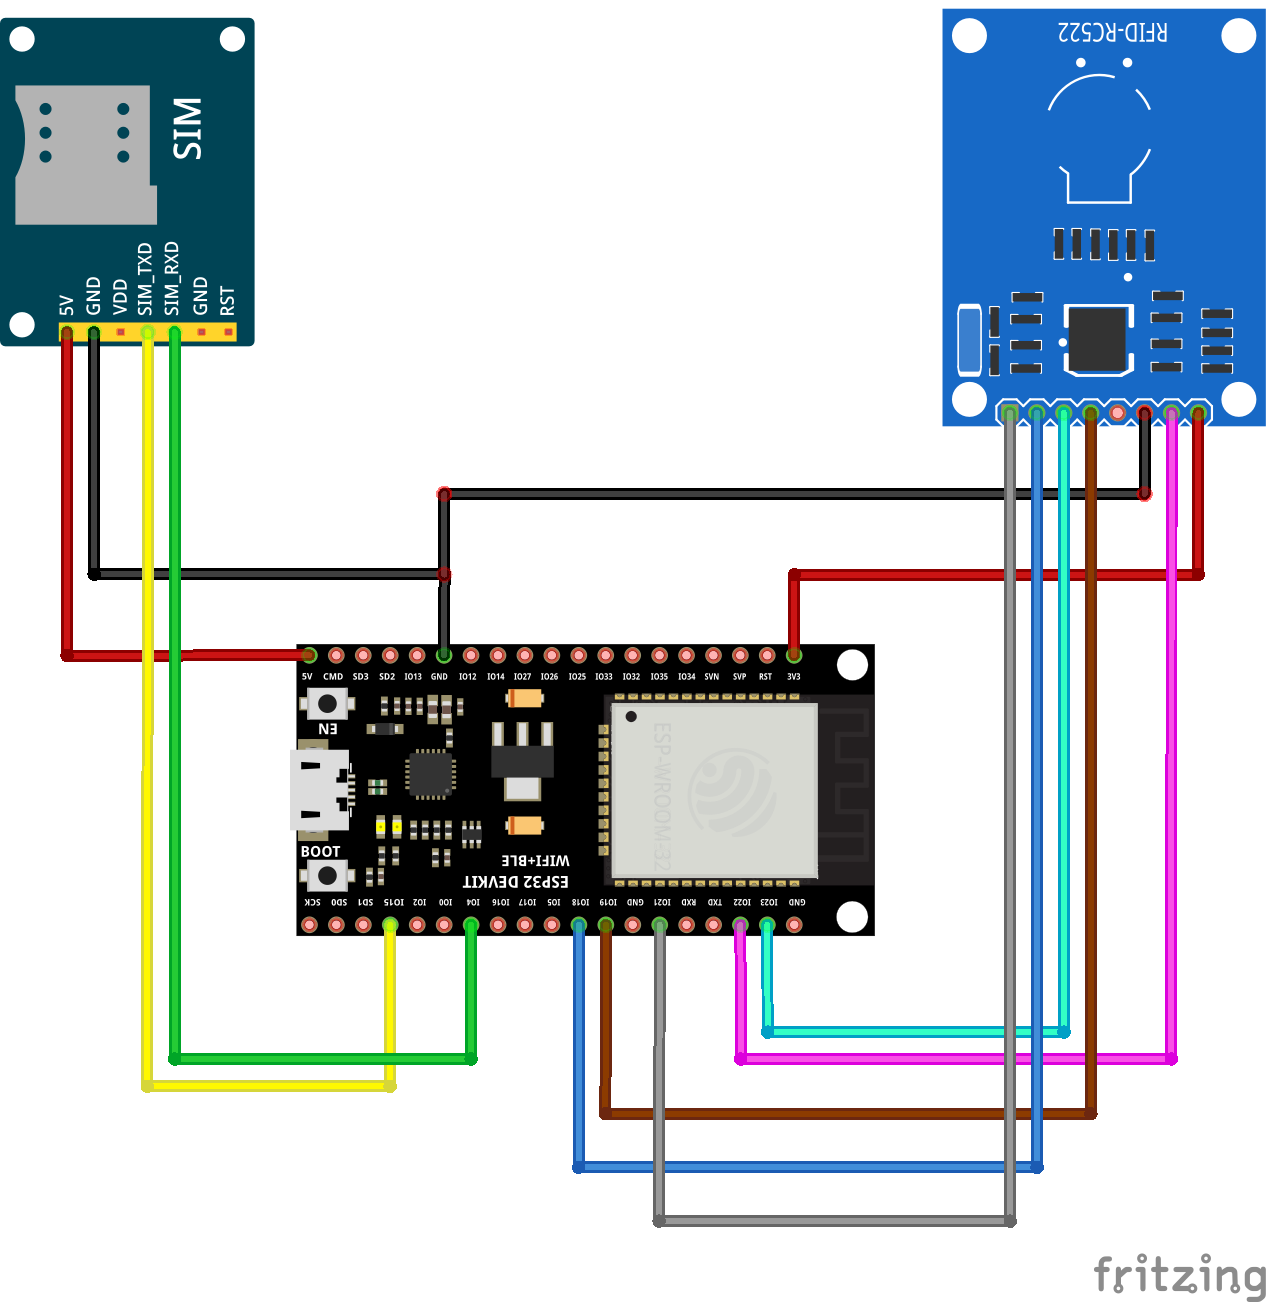 SIM
5V
GND
VDD
SIM_TXD
SIM_RXD
GND
RST
RFID-RC522
5V CMD SD3 SD2 IO13 GND IO12 IO14 IO27 IO26 IO25 IO33 IO32 IO35 IO34 SVN SVP RST 3V3
EN
ESP-WROOM-32
BOOT
WIFI+BLE
ESP32 DEVKIT
SCK SD0 SD1 IO15 IO2 IO0 IO4 IO16 IO17 IO5 IO18 IO19 GND IO21 RXD TXD IO22 IO23 GND
fritzing